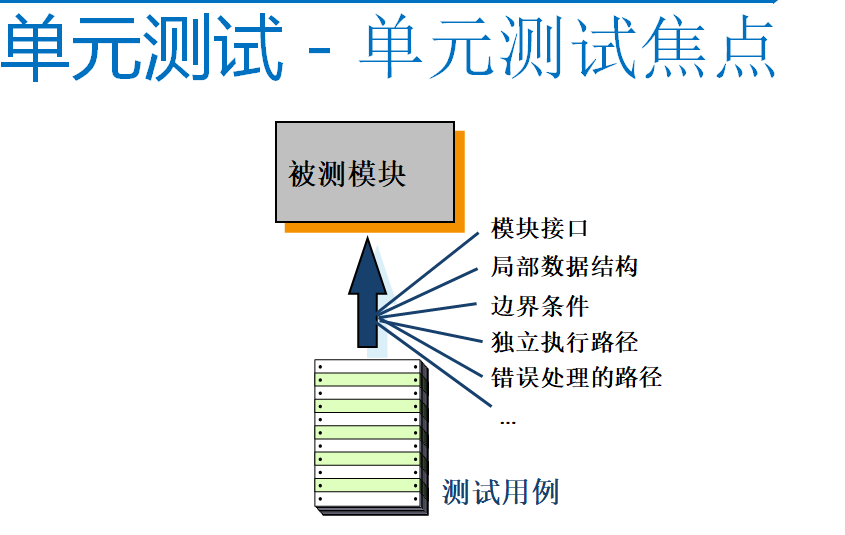 单元测试 - 单元测试焦点
被测模块
模块接口
局部数据结构
边界条件
独立执行路径
错误处理的路径
...
测试用例